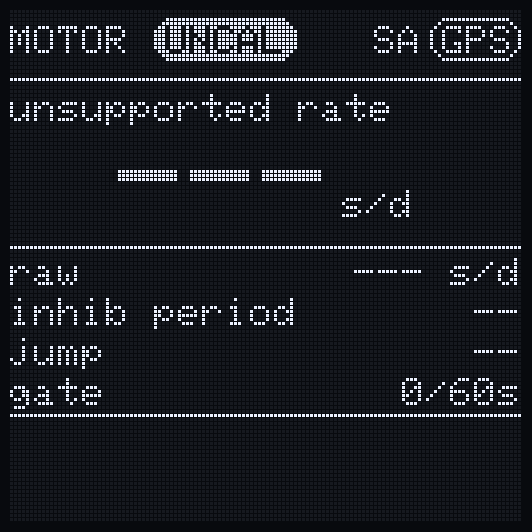 MOTOR UNCAL SA GPS
unsupported rate
--- s/d
raw --- s/d
inhib period --
jump --
gate 0/60s